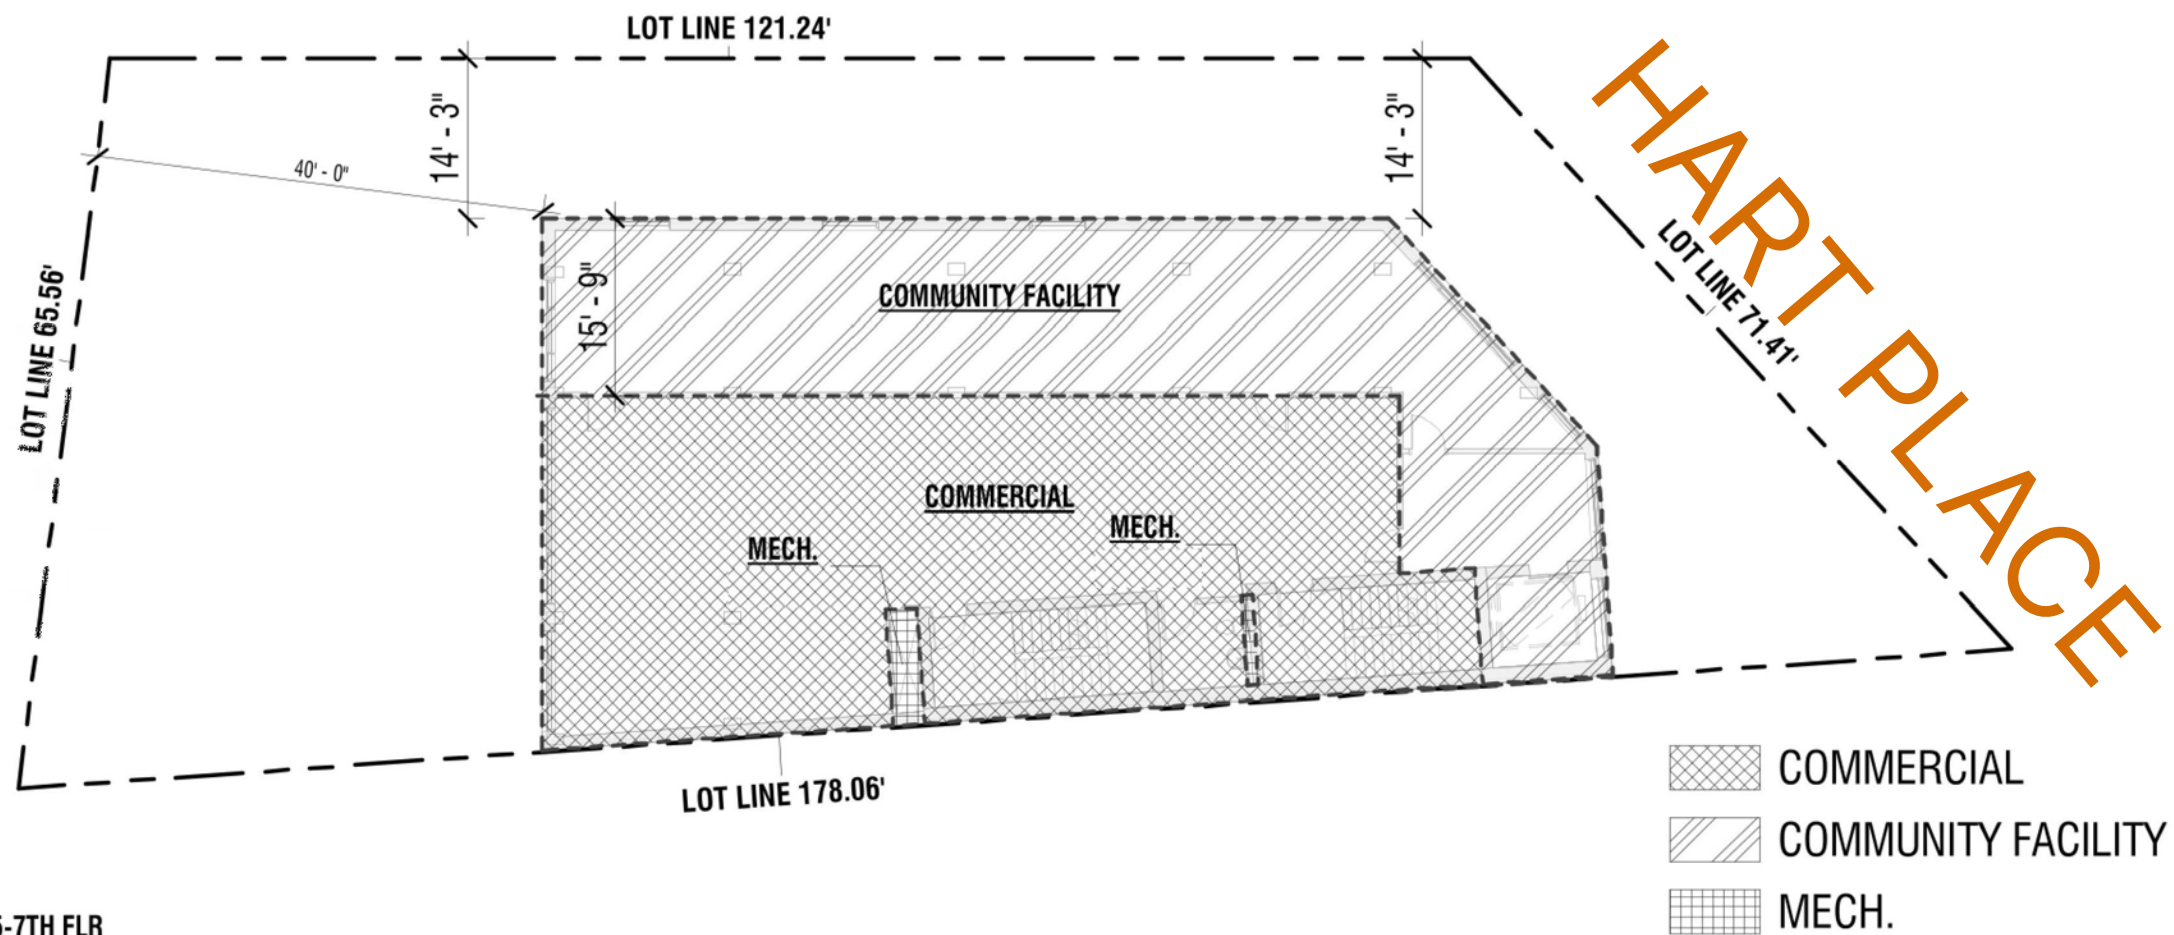 LOT LINE 121.24'
HART PLACE
14' - 3"
14' - 3"
40' - 0"
LOT LINE 65.56'
LOT LINE 71.41'
15' - 9"
COMMUNITY FACILITY
COMMERCIAL
MECH.
MECH.
LOT LINE 178.06'
COMMERCIAL
COMMUNITY FACILITY
MECH.
-7TH FLR